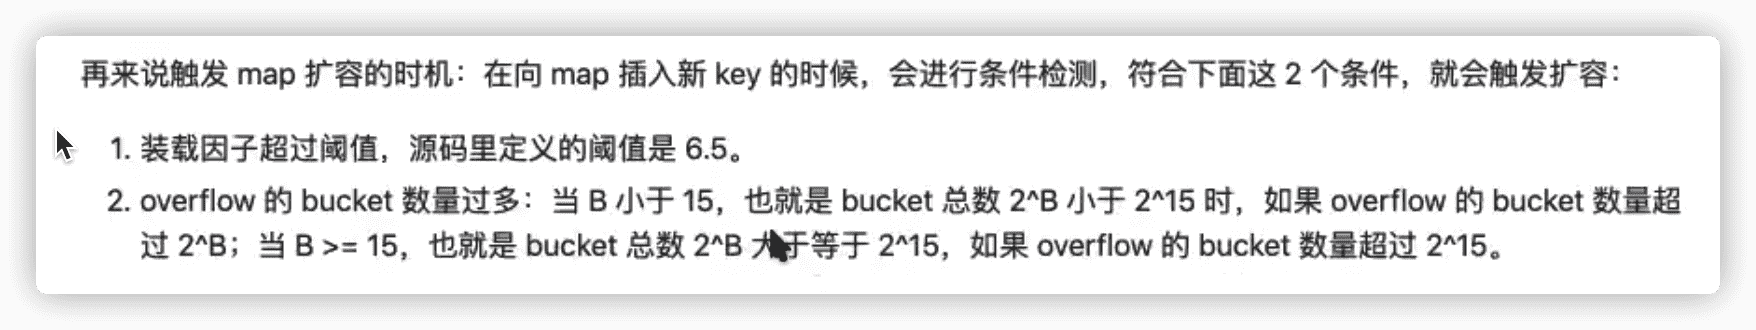 再来说触发 map 扩容的时机：在向 map 插入新 key 的时候，会进行条件检测，符合下面这 2 个条件，就会触发扩容：
1. 装载因子超过阈值，源码里定义的阈值是 6.5。
2. overflow 的 bucket 数量过多：当 B 小于 15，也就是 bucket 总数 2^B 小于 2^15 时，如果 overflow 的 bucket 数量超
过 2^B；当 B >= 15，也就是 bucket 总数 2^B 大于等于 2^15，如果 overflow 的 bucket 数量超过 2^15。